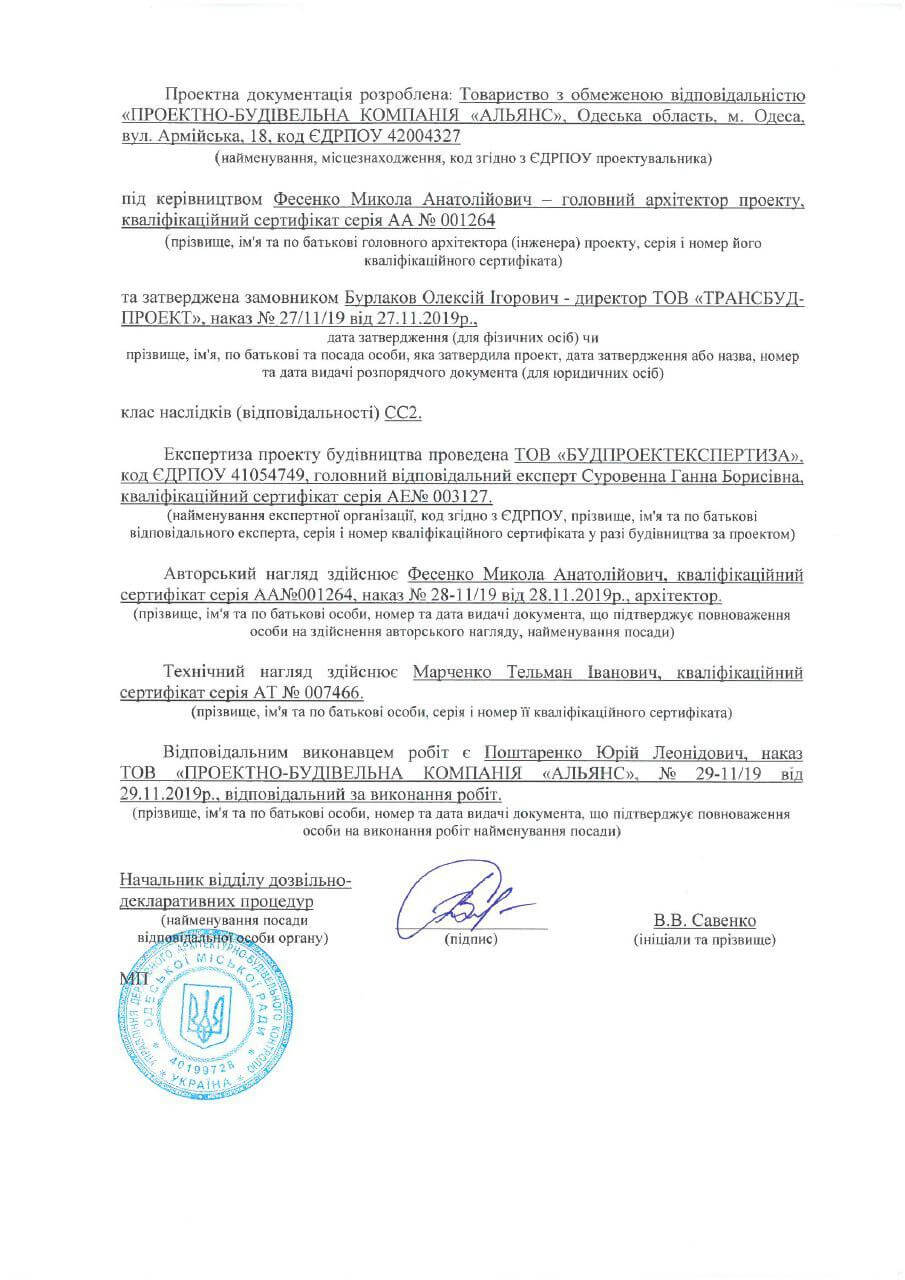 Проектна документація розроблена: Товариство з обмеженою відповідальністю
«ПРОЕКТНО-БУДІВЕЛЬНА КОМПАНІЯ «АЛЬЯНС», Одеська область, м. Одеса,
вул. Армійська, 18, код ЄДРПОУ 42004327
(найменування, місцезнаходження, код згідно з ЄДРПОУ проектувальника)
під керівництвом Фесенко Микола Анатолійович – головний архітектор проекту,
кваліфікаційний сертифікат серія АА № 001264
(прізвище, ім'я та по батькові головного архітектора (інженера) проекту, серія і номер його
кваліфікаційного сертифіката)
та затверджена замовником Бурлаков Олексій Ігорович - директор ТОВ «ТРАНСБУД-
ПРОЕКТ», наказ № 27/11/19 від 27.11.2019р.,
дата затвердження (для фізичних осіб) чи
прізвище, ім'я, по батькові та посада особи, яка затвердила проект, дата затвердження або назва, номер
та дата видачі розпорядчого документа (для юридичних осіб)
клас наслідків (відповідальності) СС2.
Експертиза проекту будівництва проведена ТОВ «БУДПРОЕКТЕКСПЕРТИЗА»,
код ЄДРПОУ 41054749, головний відповідальний експерт Суровенна Ганна Борисівна,
кваліфікаційний сертифікат серія АЕ№ 003127.
(найменування експертної організації, код згідно з ЄДРПОУ, прізвище, ім'я та по батькові
відповідального експерта, серія і номер кваліфікаційного сертифіката у разі будівництва за проектом)
Авторський нагляд здійснює Фесенко Микола Анатолійович, кваліфікаційний
сертифікат серія АА№001264, наказ № 28-11/19 від 28.11.2019р., архітектор.
(прізвище, ім'я та по батькові особи, номер та дата видачі документа, що підтверджує повноваження
особи на здійснення авторського нагляду, найменування посади)
Технічний нагляд здійснює Марченко Тельман Іванович, кваліфікаційний
сертифікат серія АТ № 007466.
(прізвище, ім'я та по батькові особи, серія і номер її кваліфікаційного сертифіката)
Відповідальним виконавцем робіт є Поштаренко Юрій Леонідович, наказ
ТОВ «ПРОЕКТНО-БУДІВЕЛЬНА КОМПАНІЯ «АЛЬЯНС», № 29-11/19 від
29.11.2019р., відповідальний за виконання робіт.
(прізвище, ім'я та по батькові особи, номер та дата видачі документа, що підтверджує повноваження
особи на виконання робіт найменування посади)
Начальник відділу дозвільно-
декларативних процедур
(найменування посади
відповідальної особи органу)
(підпис)
В.В. Савенко
(ініціали та прізвище)
МП
УПРАВЛІННЯ ДЕРЖАВНОГО АРХІТЕКТУРНО-БУДІВЕЛЬНОГО КОНТРОЛЮ
ОДЕСЬКОЇ МІСЬКОЇ РАДИ
40199728
* УКРАЇНА *